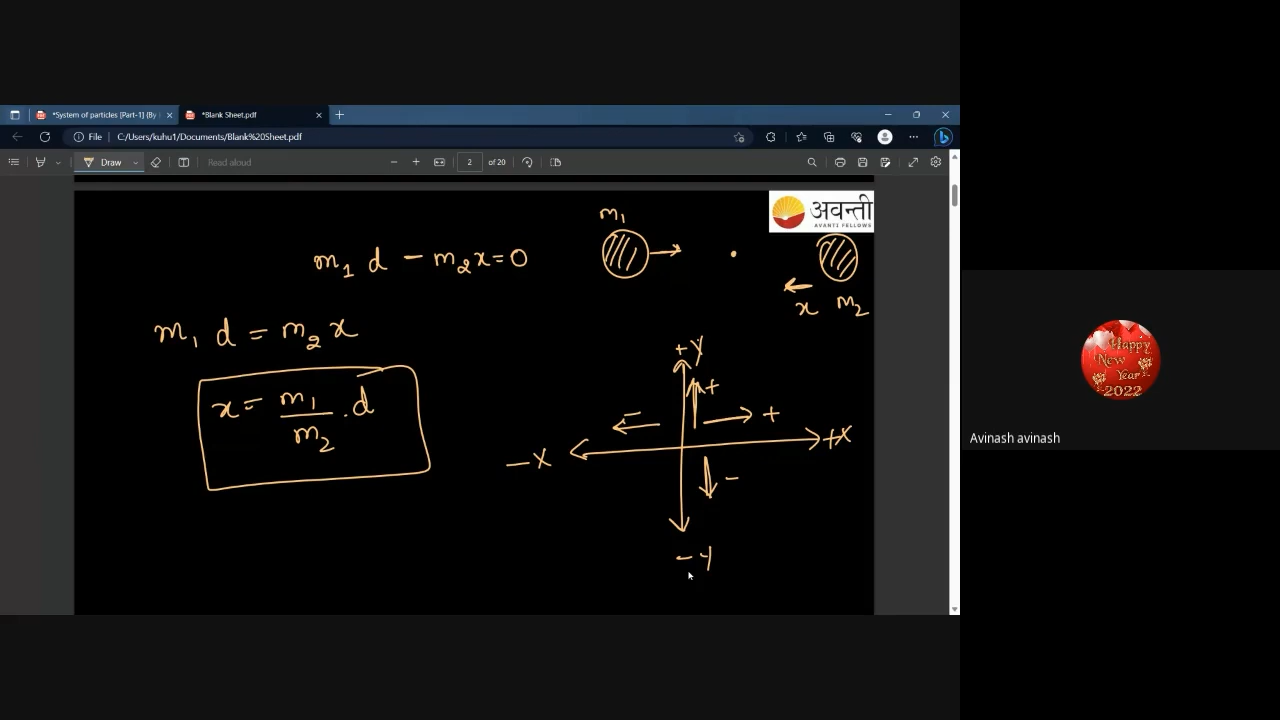 *System of particles [Part-1] (By
*Blank Sheet.pdf
File
C:/Users/kuhu1/Documents/Blank%20Sheet.pdf
Draw
Read aloud
2
of 20
अवन्ती
AVANTI FELLOWS
m₁
m₁ d − m₂x=0
x m₂
m₁ d = m₂ x
+Y
x = m₁/m₂ . d
− + +
−X +X
−
−Y
Happy
New
Year
2022
Avinash avinash